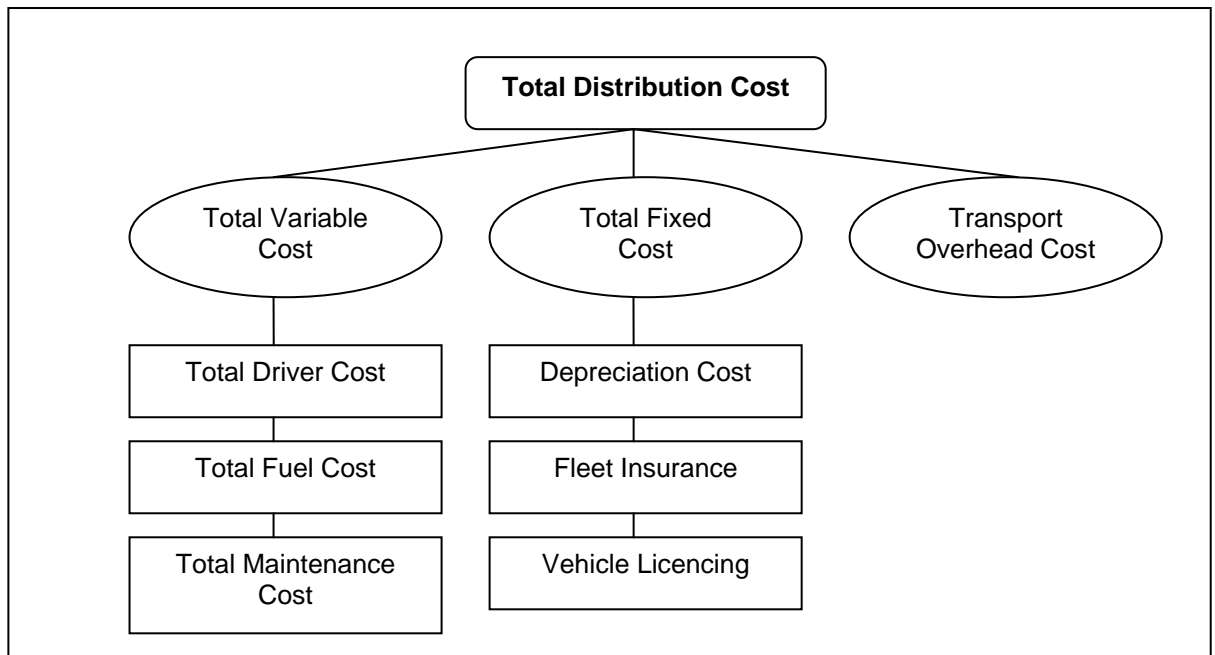 Total Distribution Cost
Total Variable
Cost
Total Fixed
Cost
Transport
Overhead Cost
Total Driver Cost
Depreciation Cost
Total Fuel Cost
Fleet Insurance
Total Maintenance
Cost
Vehicle Licencing